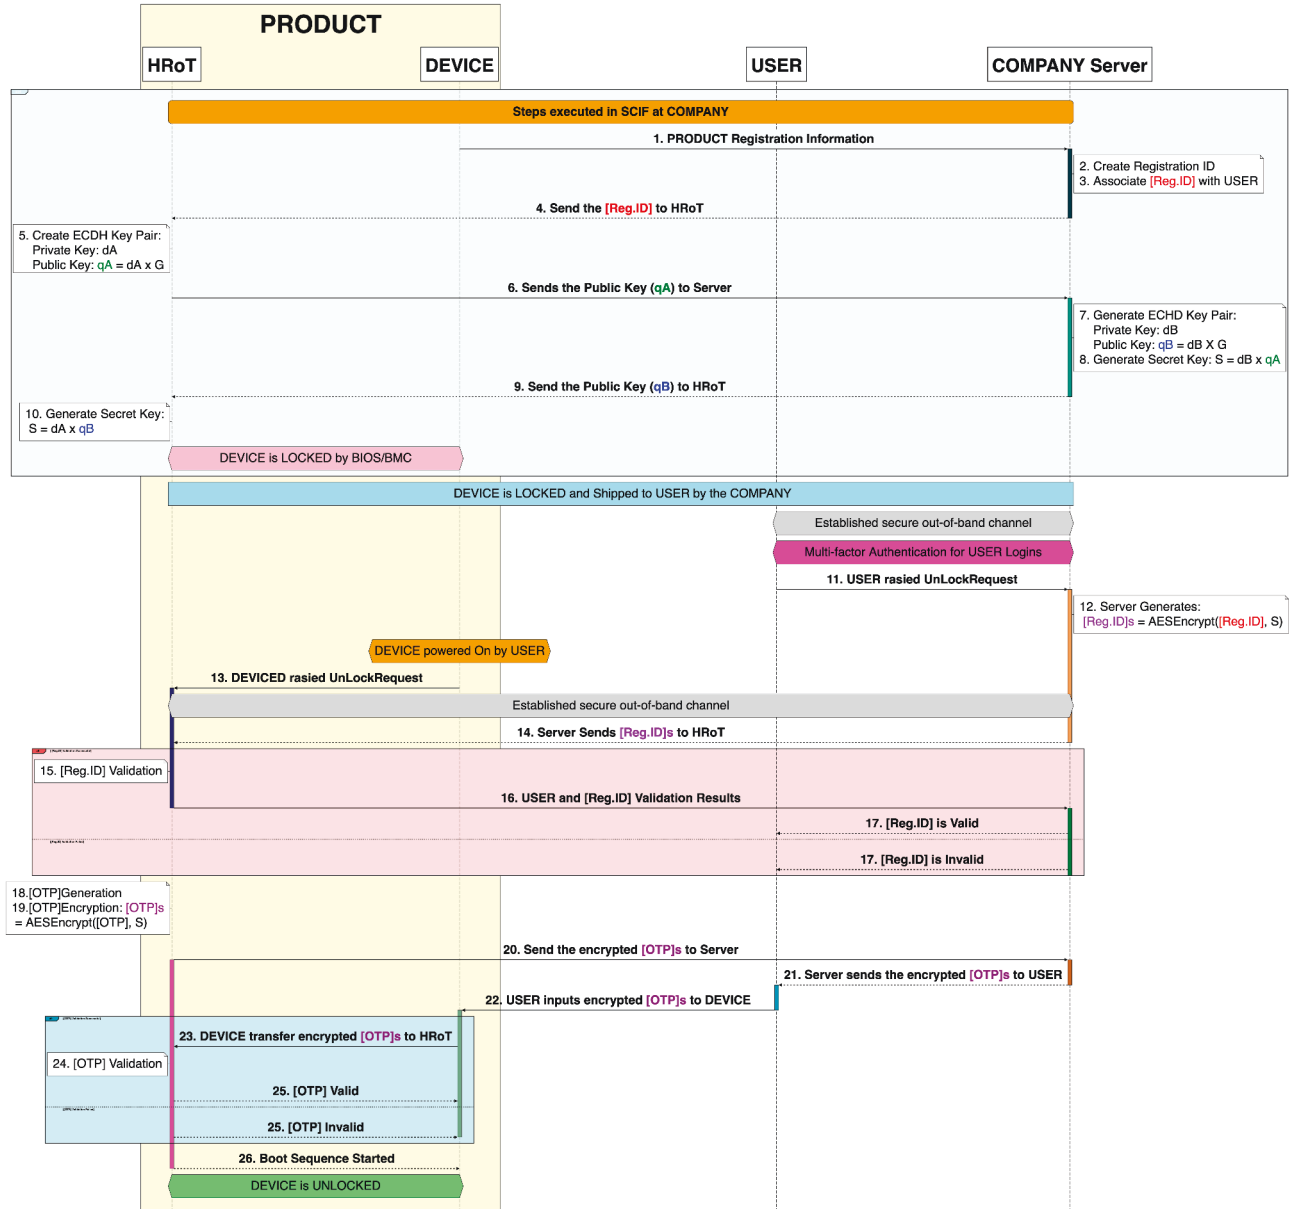 PRODUCT
HRoT
DEVICE
USER
COMPANY Server
Steps executed in SCIF at COMPANY
1. PRODUCT Registration Information
2. Create Registration ID
3. Associate [Reg.ID] with USER
4. Send the [Reg.ID] to HRoT
5. Create ECDH Key Pair:
Private Key: dA
Public Key: qA = dA x G
6. Sends the Public Key (qA) to Server
7. Generate ECHD Key Pair:
Private Key: dB
Public Key: qB = dB X G
8. Generate Secret Key: S = dB x qA
9. Send the Public Key (qB) to HRoT
10. Generate Secret Key:
S = dA x qB
DEVICE is LOCKED by BIOS/BMC
DEVICE is LOCKED and Shipped to USER by the COMPANY
Established secure out-of-band channel
Multi-factor Authentication for USER Logins
11. USER rasied UnLockRequest
12. Server Generates:
[Reg.ID]s = AESEncrypt([Reg.ID], S)
DEVICE powered On by USER
13. DEVICED rasied UnLockRequest
Established secure out-of-band channel
14. Server Sends [Reg.ID]s to HRoT
15. [Reg.ID] Validation
16. USER and [Reg.ID] Validation Results
17. [Reg.ID] is Valid
17. [Reg.ID] is Invalid
18.[OTP]Generation
19.[OTP]Encryption: [OTP]s
= AESEncrypt([OTP], S)
20. Send the encrypted [OTP]s to Server
21. Server sends the encrypted [OTP]s to USER
22. USER inputs encrypted [OTP]s to DEVICE
23. DEVICE transfer encrypted [OTP]s to HRoT
24. [OTP] Validation
25. [OTP] Valid
25. [OTP] Invalid
26. Boot Sequence Started
DEVICE is UNLOCKED